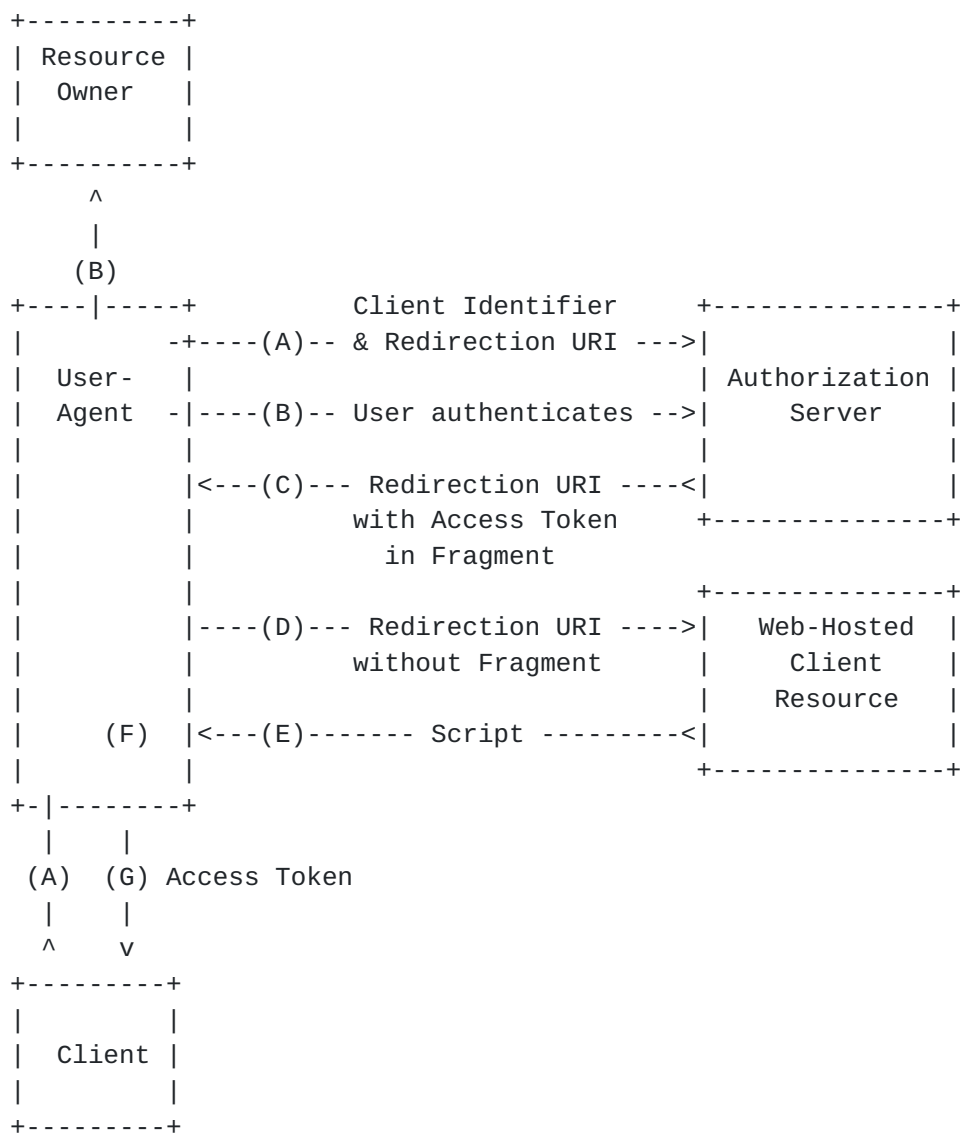 +----------+
| Resource |
|  Owner   |
|          |
+----------+
     ^
     |
    (B)
+----|-----+          Client Identifier     +---------------+
|         -+----(A)-- & Redirection URI --->|               |
|  User-   |                                | Authorization |
|  Agent  -|----(B)-- User authenticates -->|     Server    |
|          |                                |               |
|          |<---(C)--- Redirection URI ----<|               |
|          |          with Access Token     +---------------+
|          |            in Fragment
|          |                                +---------------+
|          |----(D)--- Redirection URI ---->|   Web-Hosted  |
|          |          without Fragment      |     Client    |
|          |                                |    Resource   |
|     (F)  |<---(E)------- Script ---------<|               |
|          |                                +---------------+
+-|--------+
  |    |
 (A)  (G) Access Token
  |    |
  ^    v
+---------+
|         |
|  Client |
|         |
+---------+